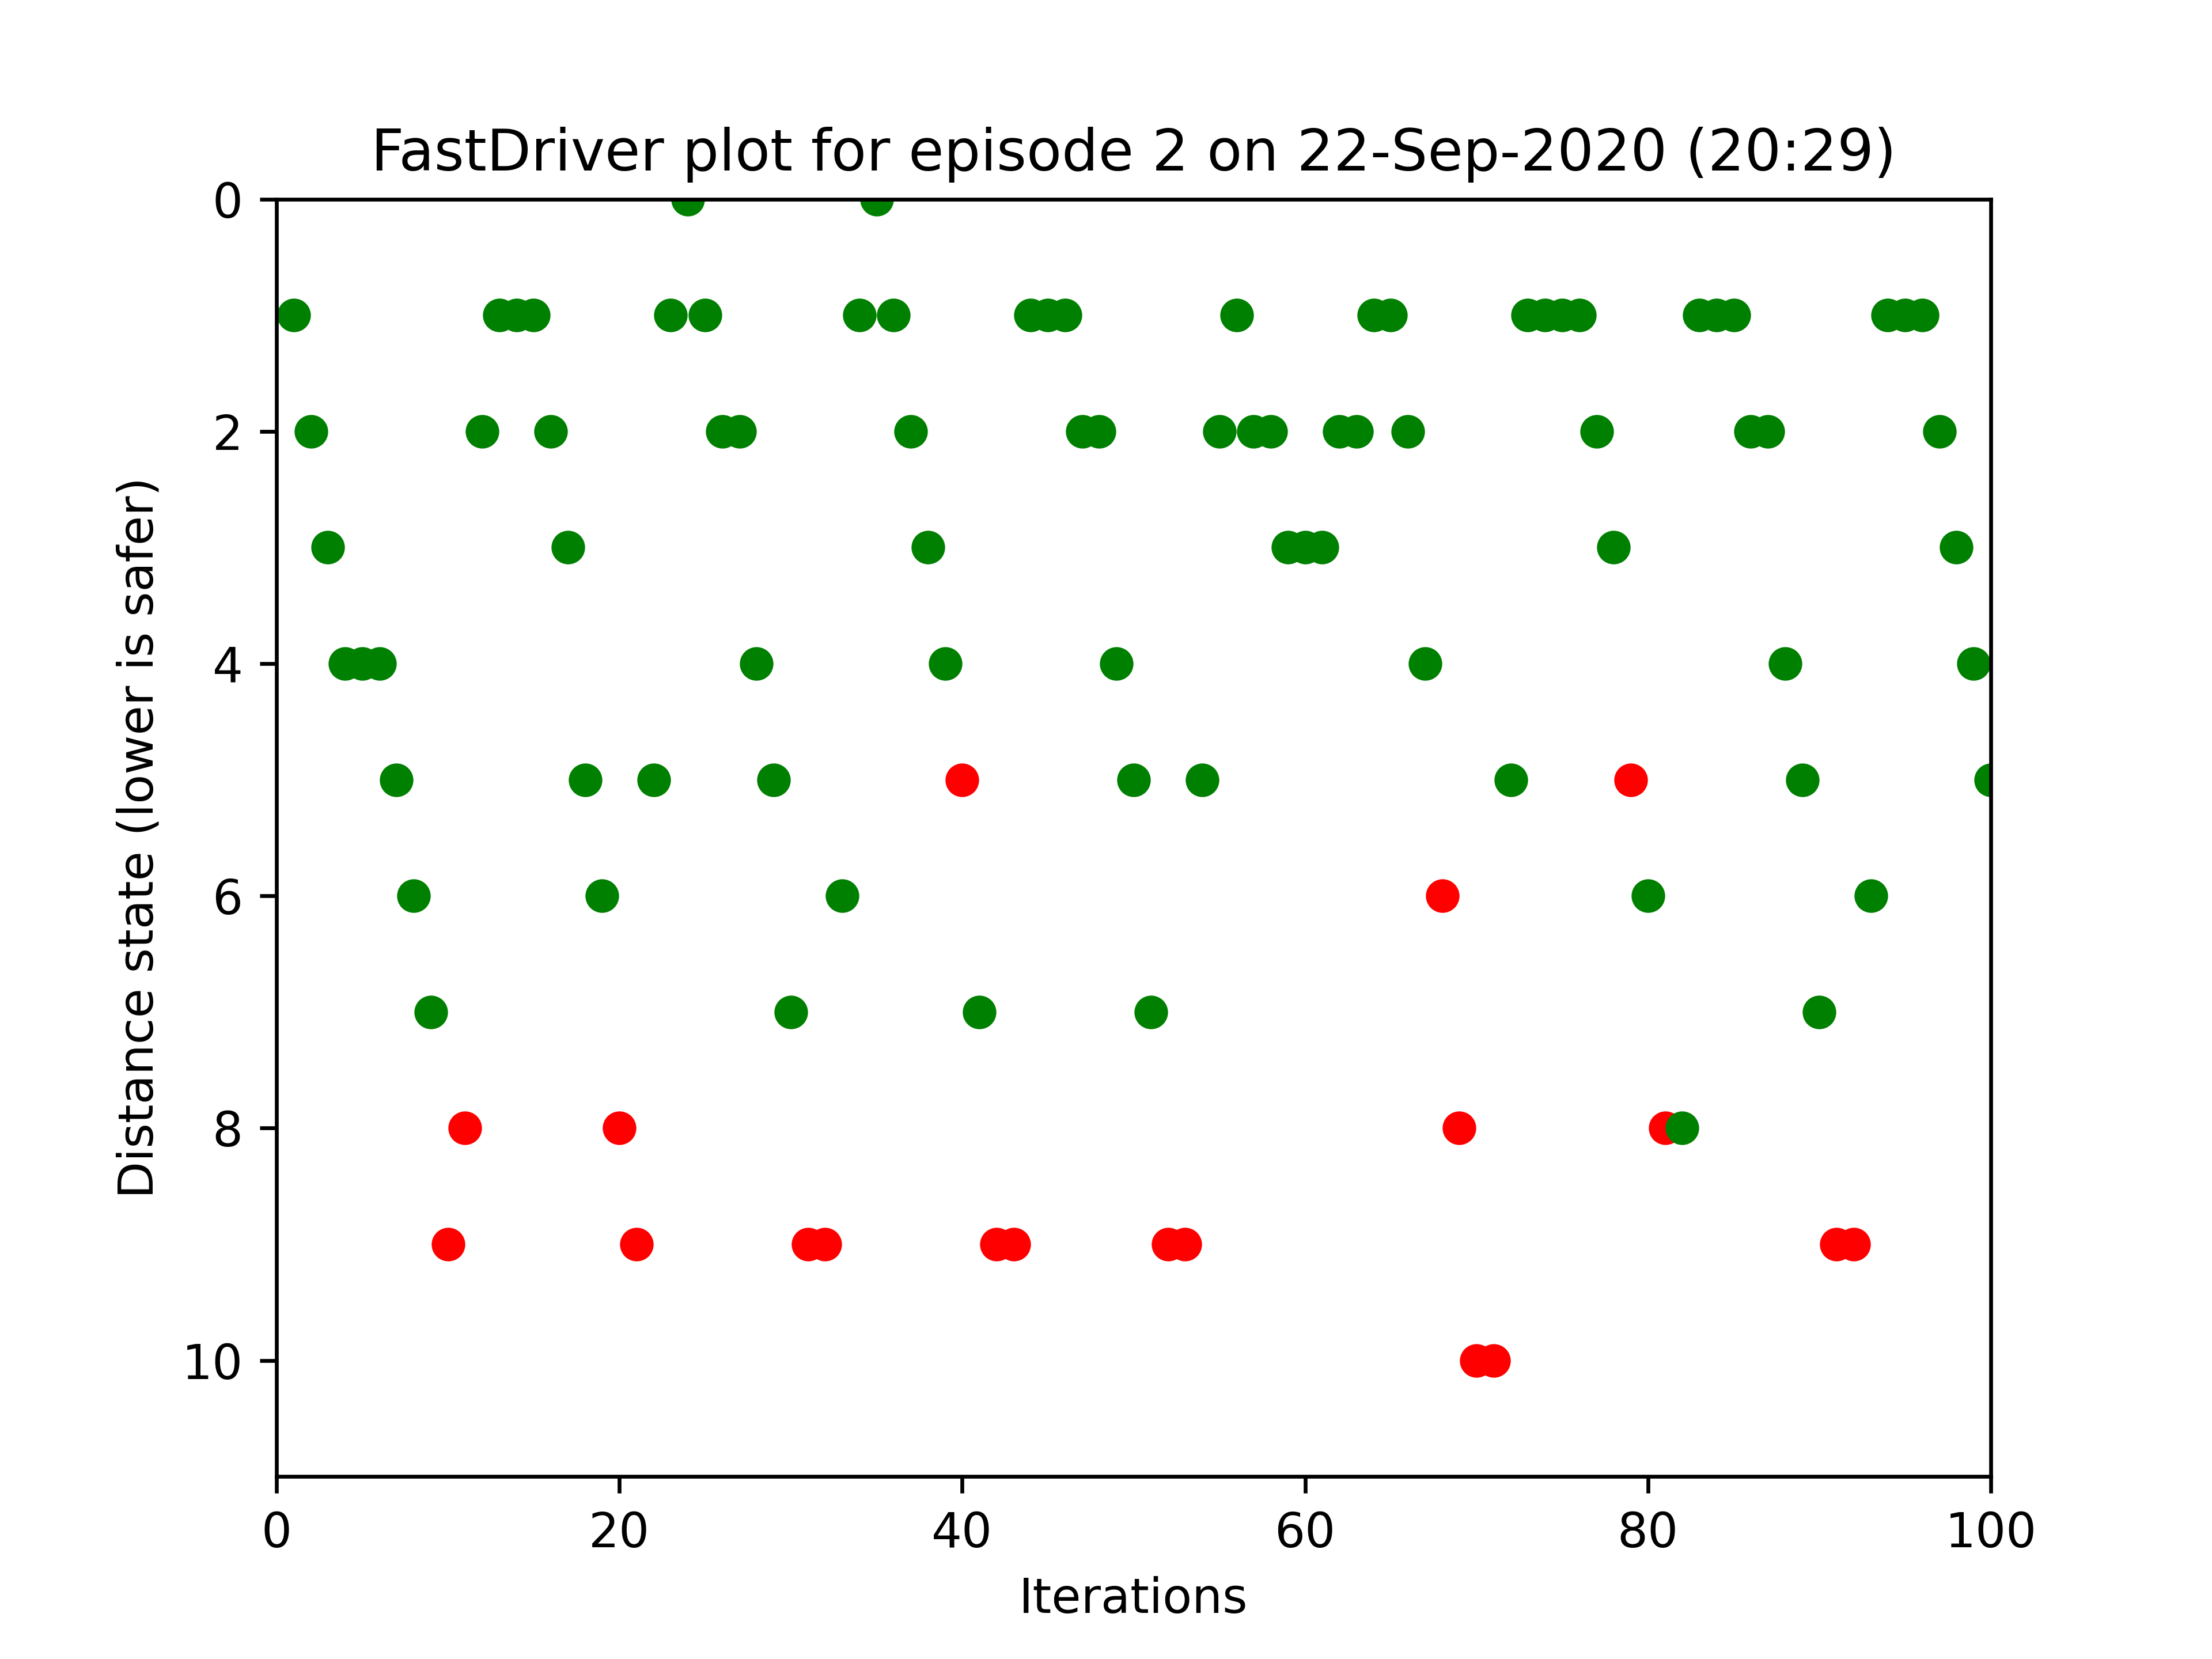 FastDriver plot for episode 2 on 22-Sep-2020 (20:29)
0
2
4
6
8
10
Distance state (lower is safer)
0 20 40 60 80 100
Iterations